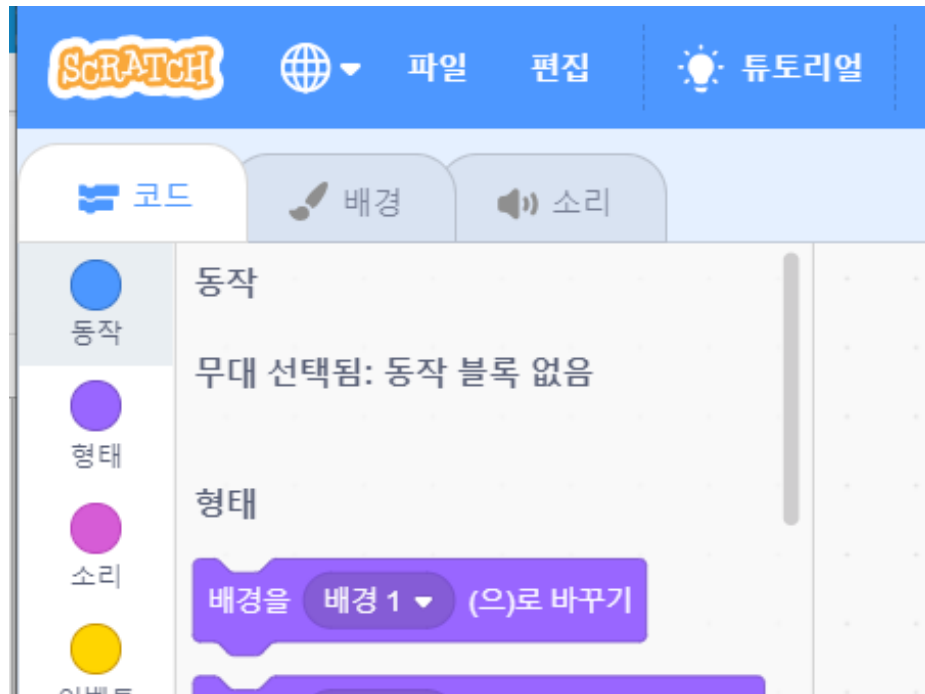 SCRATCH 파일 편집 튜토리얼
코드 배경 소리
동작
동작
무대 선택됨: 동작 블록 없음
형태
형태
소리
배경을 배경 1 (으)로 바꾸기